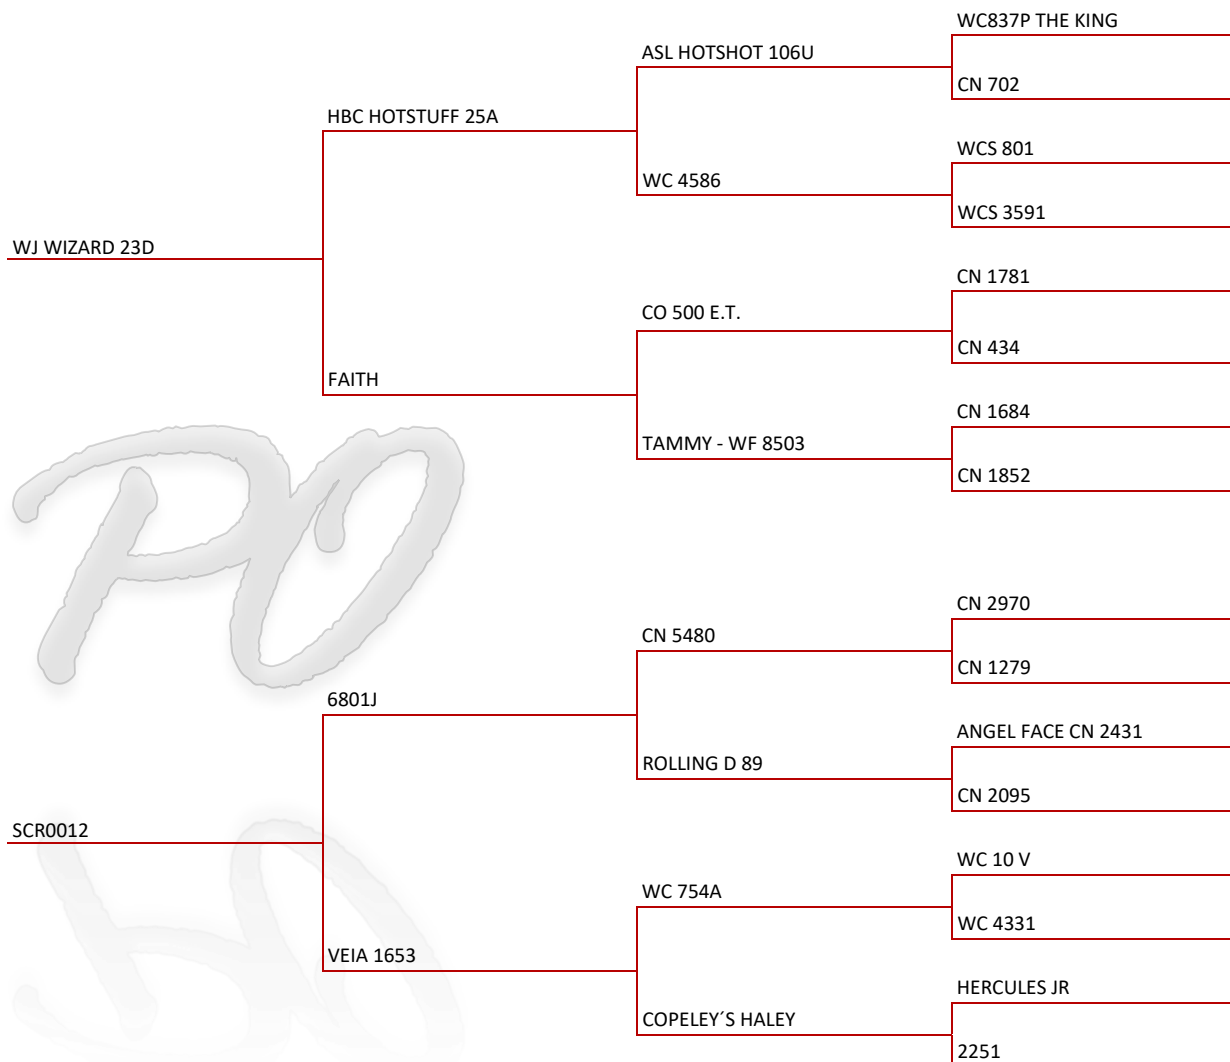 WC837P THE KING
ASL HOTSHOT 106U
CN 702
HBC HOTSTUFF 25A
WCS 801
WC 4586
WCS 3591
WJ WIZARD 23D
CN 1781
CO 500 E.T.
CN 434
FAITH
CN 1684
TAMMY - WF 8503
CN 1852
PO
CN 2970
CN 5480
CN 1279
6801J
ANGEL FACE CN 2431
ROLLING D 89
CN 2095
SCR0012
WC 10 V
WC 754A
WC 4331
VEIA 1653
HERCULES JR
COPELEY´S HALEY
2251